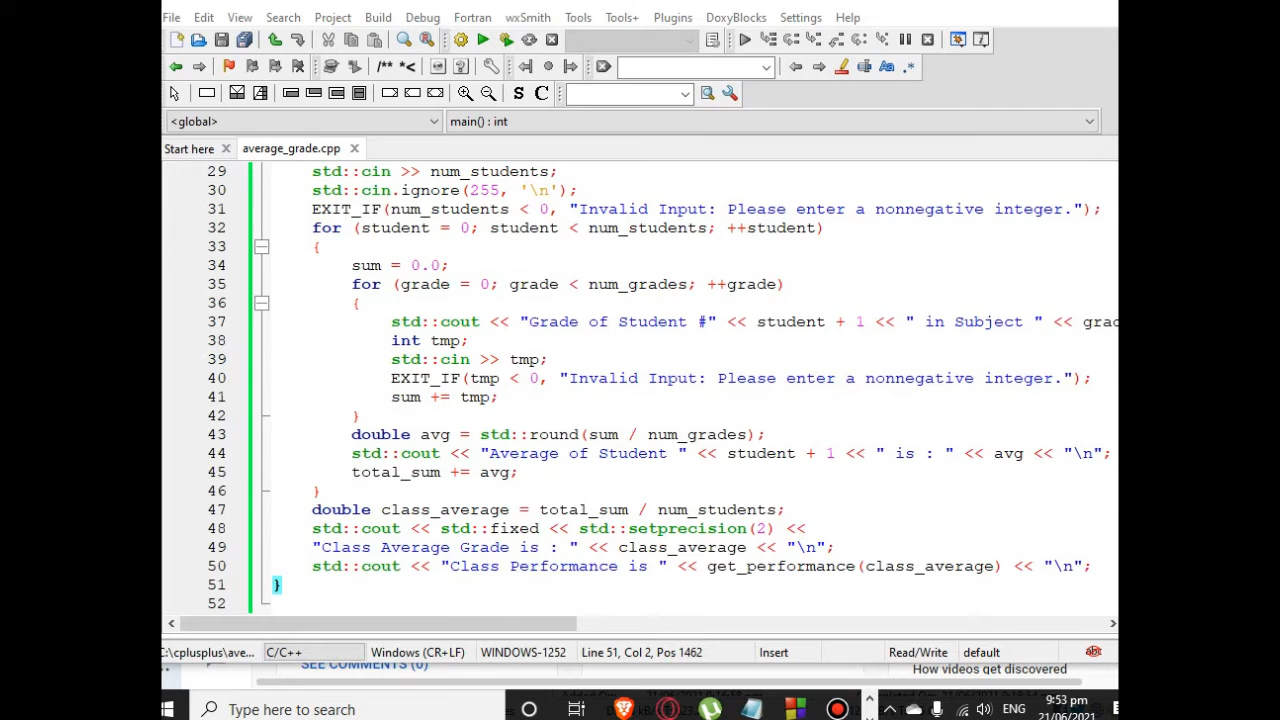 File Edit View Search Project Build Debug Fortran wxSmith Tools Tools+ Plugins DoxyBlocks Settings Help
/** *<
S C
<global> main() : int
Start here average_grade.cpp
29 std::cin >> num_students;
30 std::cin.ignore(255, '\n');
31 EXIT_IF(num_students < 0, "Invalid Input: Please enter a nonnegative integer.");
32 for (student = 0; student < num_students; ++student)
33 {
34 sum = 0.0;
35 for (grade = 0; grade < num_grades; ++grade)
36 {
37 std::cout << "Grade of Student #" << student + 1 << " in Subject " << grad
38 int tmp;
39 std::cin >> tmp;
40 EXIT_IF(tmp < 0, "Invalid Input: Please enter a nonnegative integer.");
41 sum += tmp;
42 }
43 double avg = std::round(sum / num_grades);
44 std::cout << "Average of Student " << student + 1 << " is : " << avg << "\n";
45 total_sum += avg;
46 }
47 double class_average = total_sum / num_students;
48 std::cout << std::fixed << std::setprecision(2) <<
49 "Class Average Grade is : " << class_average << "\n";
50 std::cout << "Class Performance is " << get_performance(class_average) << "\n";
51 }
52
C:\cplusplus\ave... C/C++ Windows (CR+LF) WINDOWS-1252 Line 51, Col 2, Pos 1462 Insert Read/Write default
SEE COMMENTS (0) How videos get discovered
Type here to search ENG 9:53 pm
21/06/2021